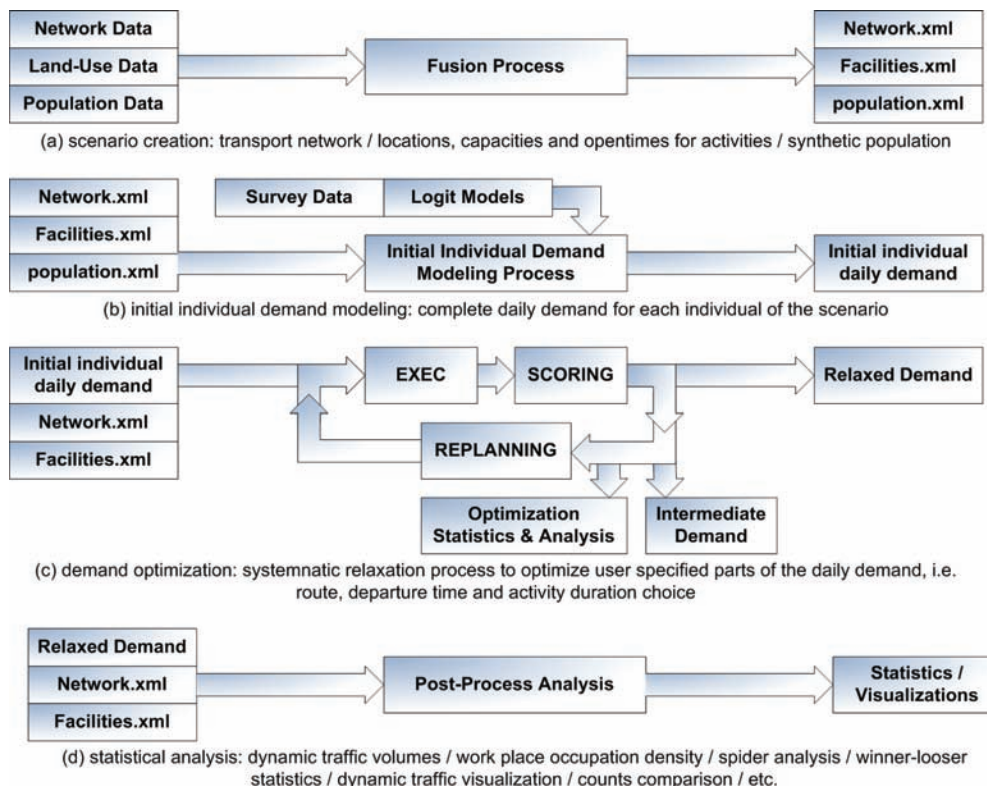 Network Data
Land-Use Data
Population Data
Fusion Process
Network.xml
Facilities.xml
population.xml
(a) scenario creation: transport network / locations, capacities and opentimes for activities / synthetic population
Network.xml
Facilities.xml
population.xml
Survey Data
Logit Models
Initial Individual Demand
Modeling Process
Initial individual
daily demand
(b) initial individual demand modeling: complete daily demand for each individual of the scenario
Initial individual
daily demand
Network.xml
Facilities.xml
EXEC
SCORING
Relaxed Demand
REPLANNING
Optimization
Statistics & Analysis
Intermediate
Demand
(c) demand optimization: systemnatic relaxation process to optimize user specified parts of the daily demand, i.e.
route, departure time and activity duration choice
Relaxed Demand
Network.xml
Facilities.xml
Post-Process Analysis
Statistics /
Visualizations
(d) statistical analysis: dynamic traffic volumes / work place occupation density / spider analysis / winner-looser
statistics / dynamic traffic visualization / counts comparison / etc.